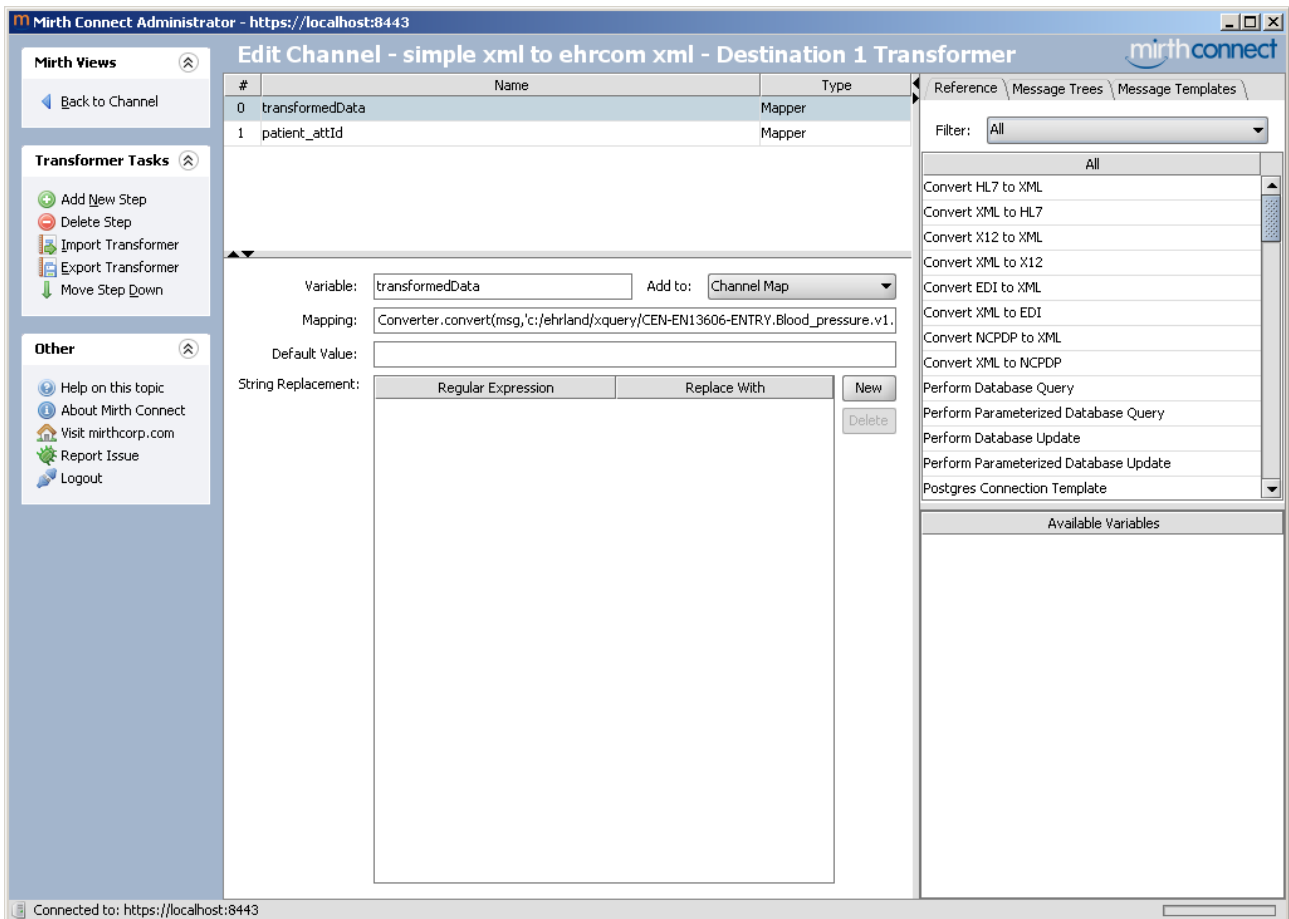 Mirth Connect Administrator - https://localhost:8443
Mirth Views
Back to Channel
Transformer Tasks
Add New Step
Delete Step
Import Transformer
Export Transformer
Move Step Down
Other
Help on this topic
About Mirth Connect
Visit mirthcorp.com
Report Issue
Logout
Edit Channel - simple xml to ehrcom xml - Destination 1 Transformer
mirthconnect
# Name Type
0 transformedData Mapper
1 patient_attId Mapper
Variable: transformedData Add to: Channel Map
Mapping: Converter.convert(msg,'c:/ehrland/xquery/CEN-EN13606-ENTRY.Blood_pressure.v1.
Default Value:
String Replacement: Regular Expression Replace With New
Delete
Reference Message Trees Message Templates
Filter: All
All
Convert HL7 to XML
Convert XML to HL7
Convert X12 to XML
Convert XML to X12
Convert EDI to XML
Convert XML to EDI
Convert NCPDP to XML
Convert XML to NCPDP
Perform Database Query
Perform Parameterized Database Query
Perform Database Update
Perform Parameterized Database Update
Postgres Connection Template
Available Variables
Connected to: https://localhost:8443